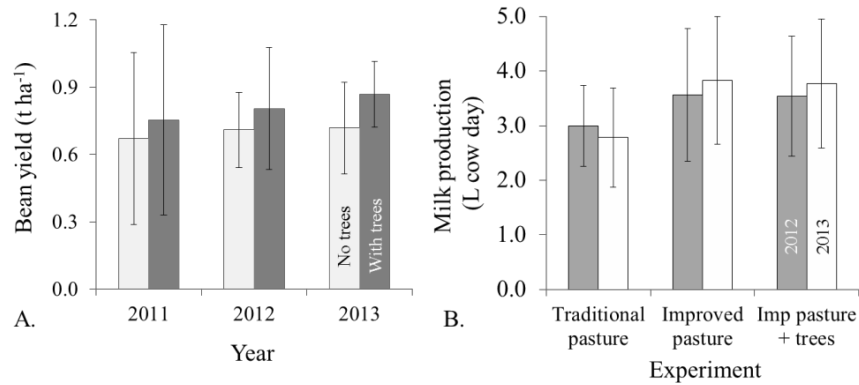 1.2
0.9
0.6
0.3
0.0
Bean yield (t ha-1)
No trees
With trees
2011 2012 2013
A.
Year
5.0
4.0
3.0
2.0
1.0
0.0
Milk production
(L cow day)
2012
2013
Traditional
pasture
Improved
pasture
Imp pasture
+ trees
B.
Experiment